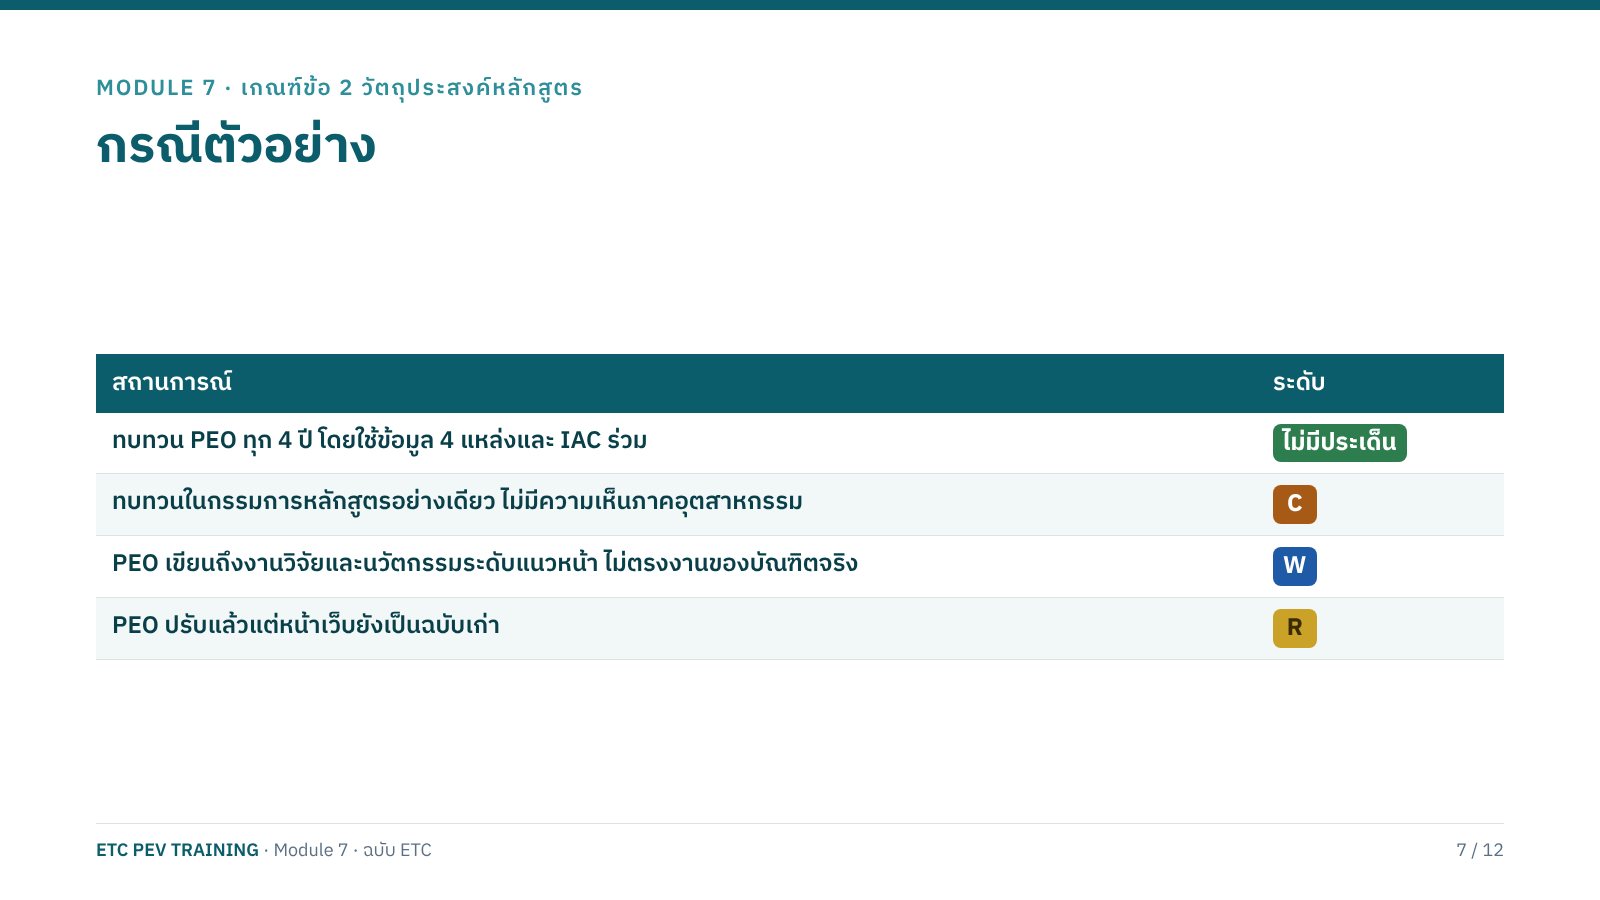 MODULE 7 · เกณฑ์ข้อ 2 วัตถุประสงค์หลักสูตร
กรณีตัวอย่าง
สถานการณ์ ระดับ
ทบทวน PEO ทุก 4 ปี โดยใช้ข้อมูล 4 แหล่งและ IAC ร่วม ไม่มีประเด็น
ทบทวนในกรรมการหลักสูตรอย่างเดียว ไม่มีความเห็นภาคอุตสาหกรรม C
PEO เขียนถึงงานวิจัยและนวัตกรรมระดับแนวหน้า ไม่ตรงงานของบัณฑิตจริง W
PEO ปรับแล้วแต่หน้าเว็บยังเป็นฉบับเก่า R
ETC PEV TRAINING · Module 7 · ฉบับ ETC 7 / 12